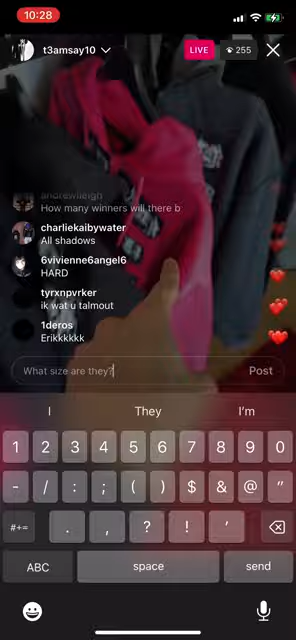 10:28
t3amsay10
LIVE
255
andrewlleigh
How many winners will there b
charliekaibywater
All shadows
6vivienne6angel6
HARD
tyrxnpvrker
ik wat u talmout
1deros
Erikkkkkk
What size are they?
Post
I They I'm
1 2 3 4 5 6 7 8 9 0
- / : ; ( ) $ & @ "
#+= . , ? ! '
ABC space send